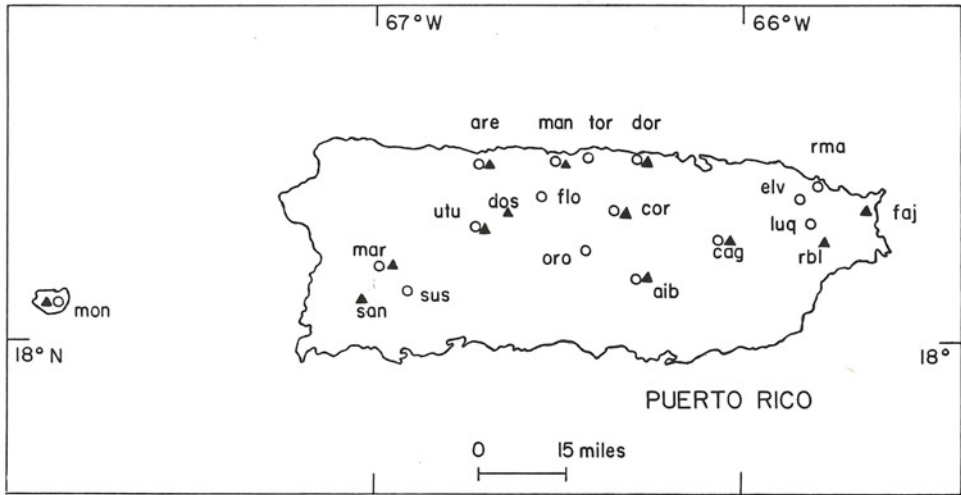 67°W 66°W
are man tor dor
rma
elv
dos flo cor faj
utu luq
mar oro cag rbl
sus aib
mon san
18°N 18°
PUERTO RICO
0 15 miles